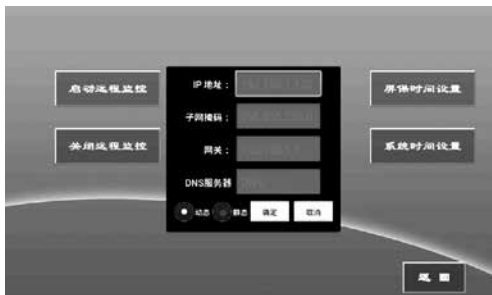 启动远程监控
关闭远程监控
IP地址：
子网掩码：
网关：
DNS服务器
动态 静态 确定 取消
屏保时间设置
系统时间设置
返回